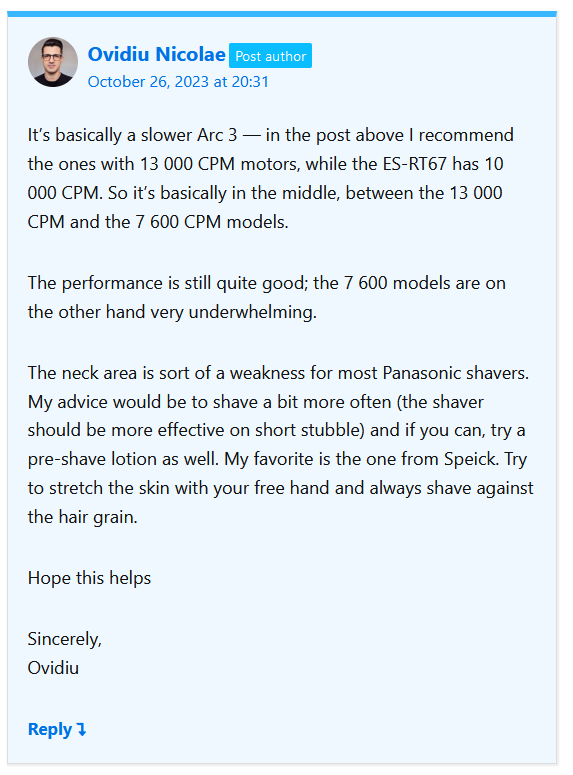 Ovidiu Nicolae Post author
October 26, 2023 at 20:31
It's basically a slower Arc 3 — in the post above I recommend
the ones with 13 000 CPM motors, while the ES-RT67 has 10
000 CPM. So it's basically in the middle, between the 13 000
CPM and the 7 600 CPM models.
The performance is still quite good; the 7 600 models are on
the other hand very underwhelming.
The neck area is sort of a weakness for most Panasonic shavers.
My advice would be to shave a bit more often (the shaver
should be more effective on short stubble) and if you can, try a
pre-shave lotion as well. My favorite is the one from Speick. Try
to stretch the skin with your free hand and always shave against
the hair grain.
Hope this helps
Sincerely,
Ovidiu
Reply ↴